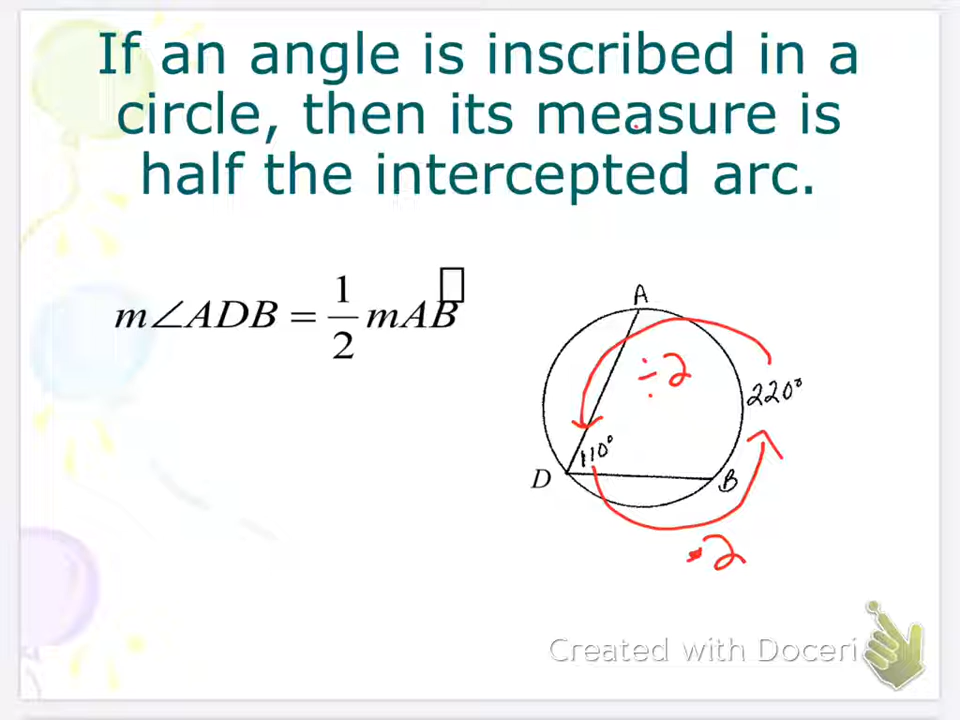 If an angle is inscribed in a
circle, then its measure is
half the intercepted arc.
m∠ADB = 1/2 mAB
A
÷2
220°
110°
D
B
•2
Created with Doceri